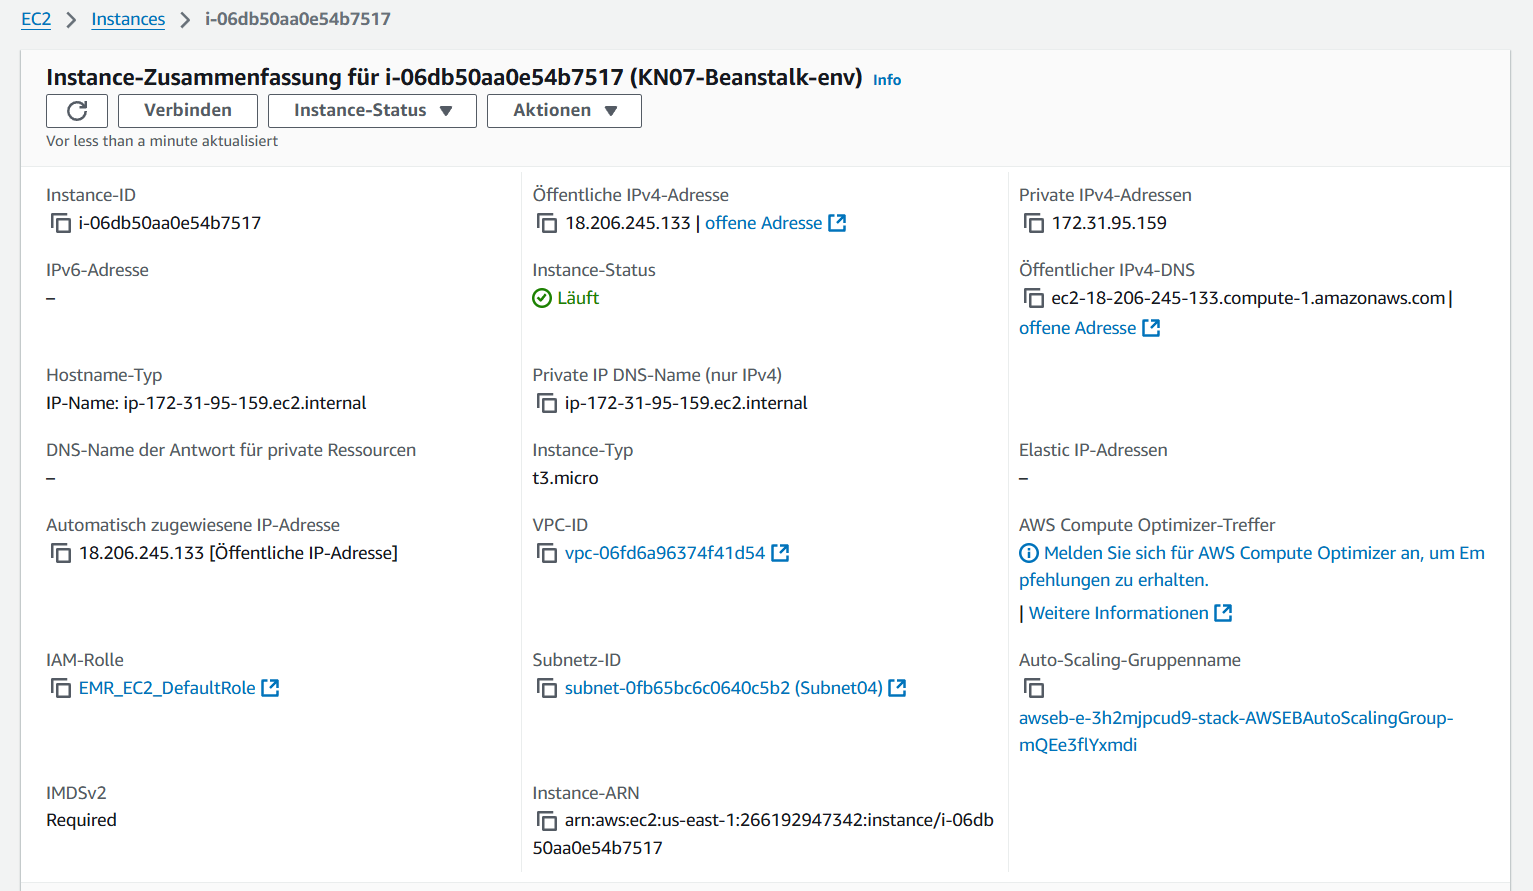 EC2 > Instances > i-06db50aa0e54b7517
Instance-Zusammenfassung für i-06db50aa0e54b7517 (KN07-Beanstalk-env) Info
Verbinden Instance-Status ▼ Aktionen ▼
Vor less than a minute aktualisiert
Instance-ID
i-06db50aa0e54b7517
Öffentliche IPv4-Adresse
18.206.245.133 | offene Adresse
Private IPv4-Adressen
172.31.95.159
IPv6-Adresse
–
Instance-Status
Läuft
Öffentlicher IPv4-DNS
ec2-18-206-245-133.compute-1.amazonaws.com |
offene Adresse
Hostname-Typ
IP-Name: ip-172-31-95-159.ec2.internal
Private IP DNS-Name (nur IPv4)
ip-172-31-95-159.ec2.internal
DNS-Name der Antwort für private Ressourcen
–
Instance-Typ
t3.micro
Elastic IP-Adressen
–
Automatisch zugewiesene IP-Adresse
18.206.245.133 [Öffentliche IP-Adresse]
VPC-ID
vpc-06fd6a96374f41d54
AWS Compute Optimizer-Treffer
Melden Sie sich für AWS Compute Optimizer an, um Em
pfehlungen zu erhalten.
| Weitere Informationen
IAM-Rolle
EMR_EC2_DefaultRole
Subnetz-ID
subnet-0fb65bc6c0640c5b2 (Subnet04)
Auto-Scaling-Gruppenname
awseb-e-3h2mjpcud9-stack-AWSEBAutoScalingGroup-
mQEe3flYxmdi
IMDSv2
Required
Instance-ARN
arn:aws:ec2:us-east-1:266192947342:instance/i-06db
50aa0e54b7517